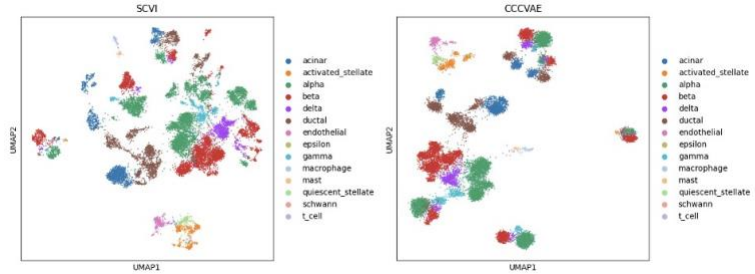 SCVI
UMAP2
UMAP1
acinar
activated_stellate
alpha
beta
delta
ductal
endothelial
epsilon
gamma
macrophage
mast
quiescent_stellate
schwann
t_cell
CCCVAE
UMAP2
UMAP1
acinar
activated_stellate
alpha
beta
delta
ductal
endothelial
epsilon
gamma
macrophage
mast
quiescent_stellate
schwann
t_cell